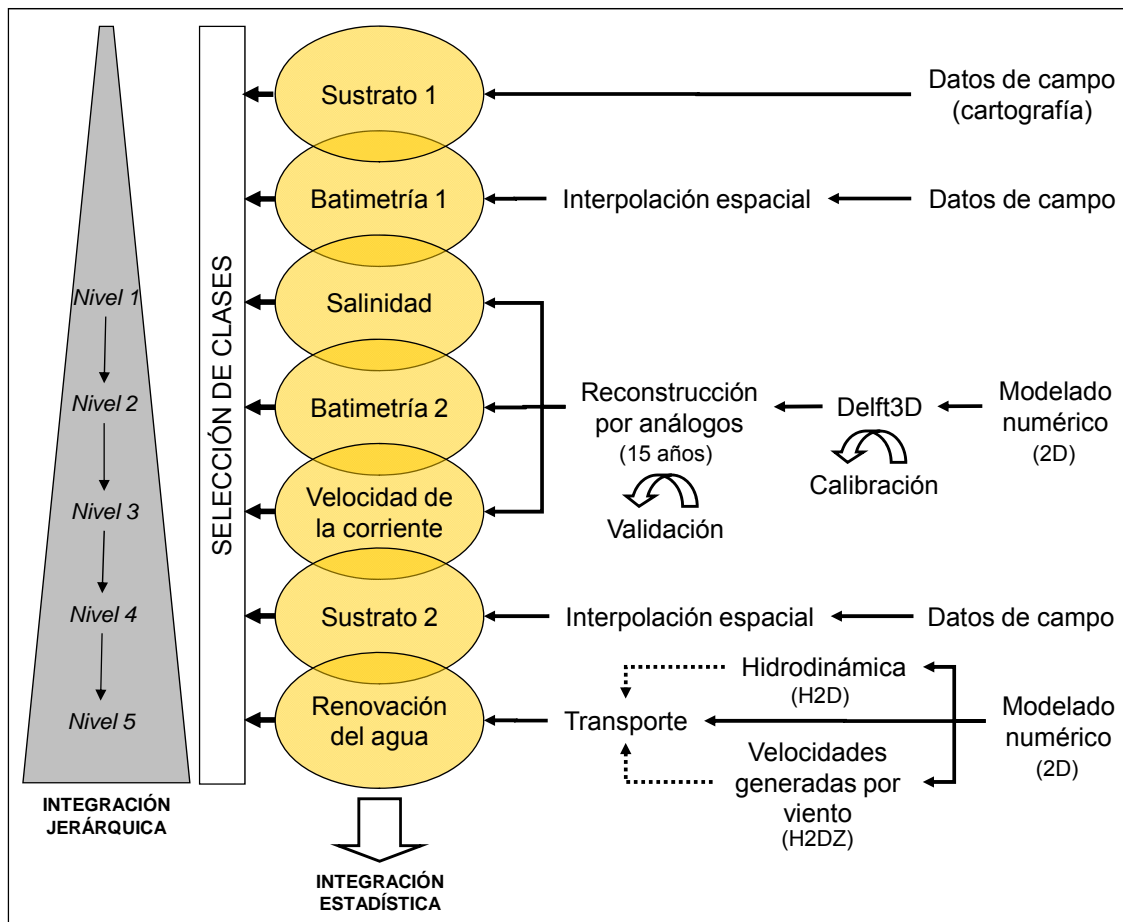 Sustrato 1
Datos de campo
(cartografía)
Batimetría 1
Interpolación espacial
Datos de campo
SELECCIÓN DE CLASES
Nivel 1
Salinidad
Nivel 2
Batimetría 2
Reconstrucción
por análogos
(15 años)
Validación
Delft3D
Calibración
Modelado
numérico
(2D)
Nivel 3
Velocidad de
la corriente
Nivel 4
Sustrato 2
Interpolación espacial
Datos de campo
Nivel 5
Renovación
del agua
Transporte
Hidrodinámica
(H2D)
Velocidades
generadas por
viento
(H2DZ)
Modelado
numérico
(2D)
INTEGRACIÓN
JERÁRQUICA
INTEGRACIÓN
ESTADÍSTICA